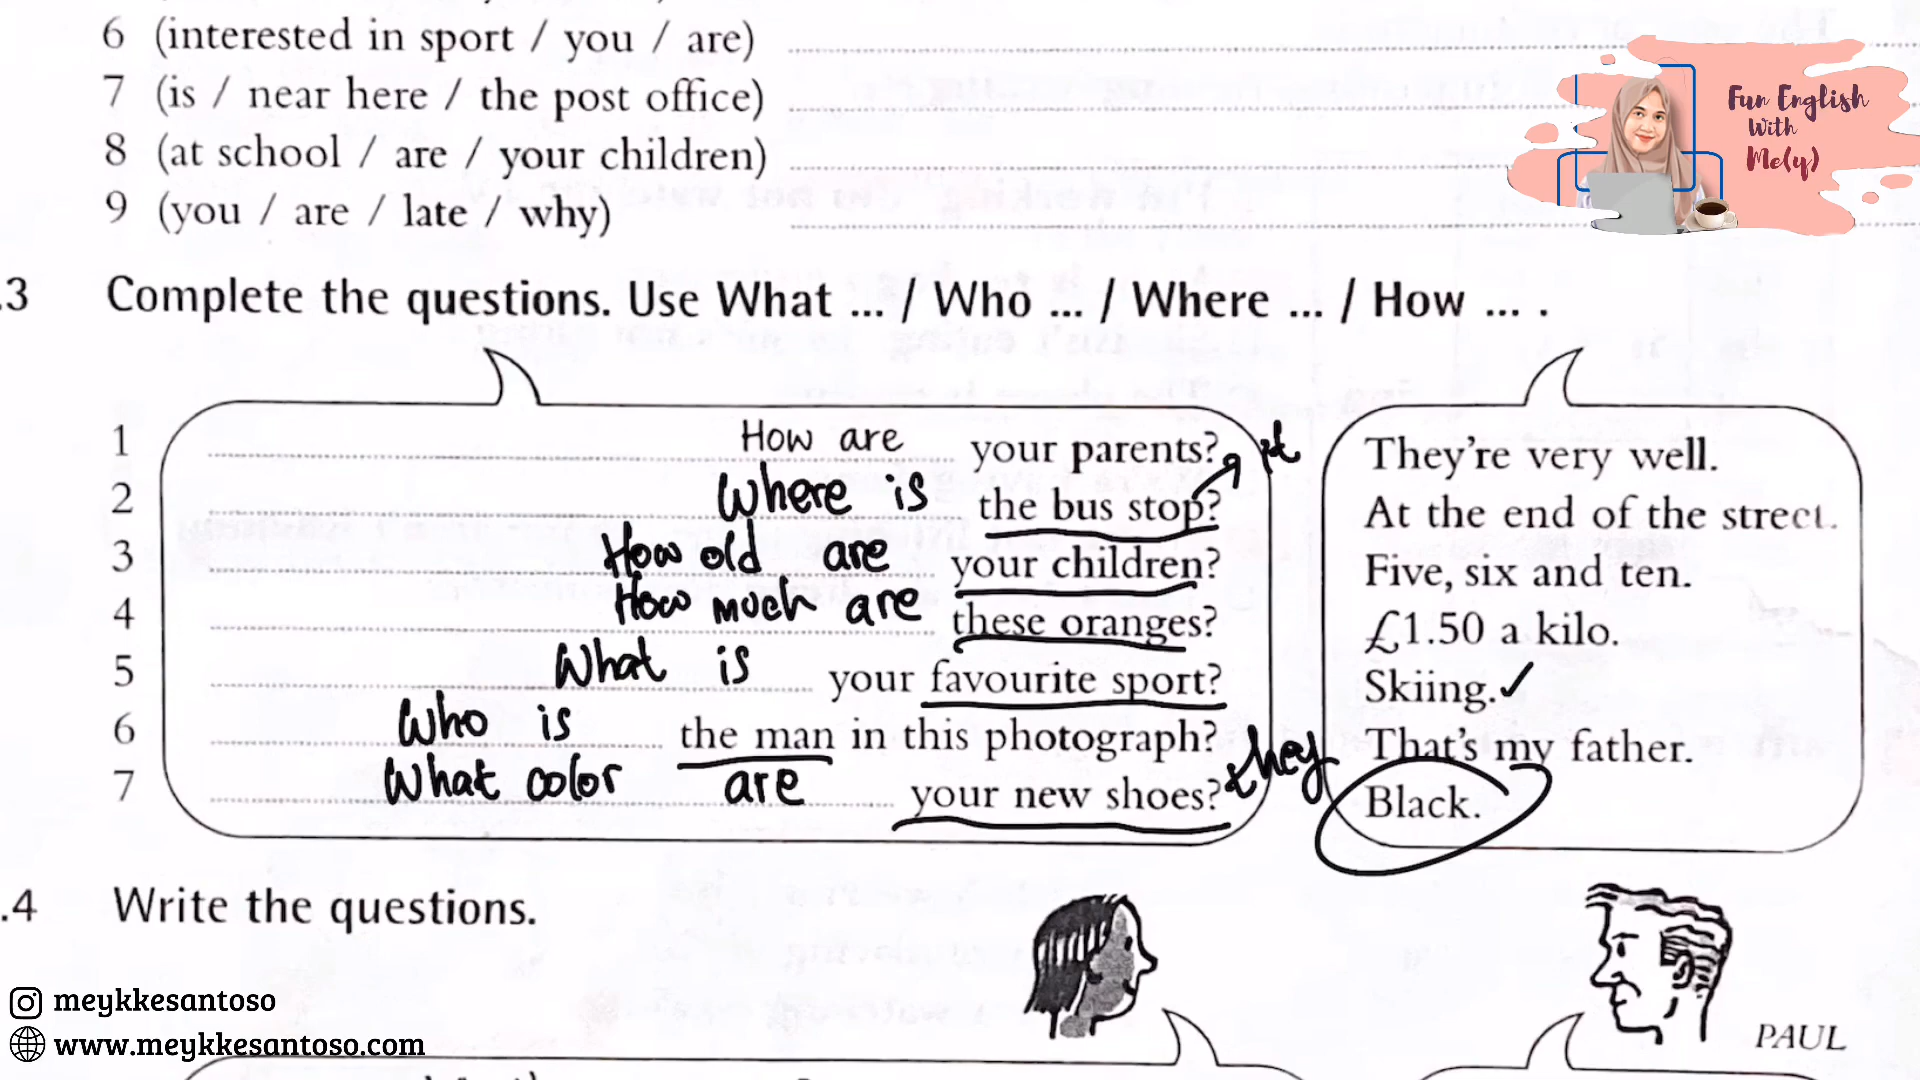 6 (interested in sport / you / are)
7 (is / near here / the post office)
8 (at school / are / your children)
9 (you / are / late / why)
Fun English
With
Me(y)
.3 Complete the questions. Use What ... / Who ... / Where ... / How ... .
1 How are your parents? They're very well.
it
2 Where is the bus stop? At the end of the street.
3 How old are your children? Five, six and ten.
4 How much are these oranges? £1.50 a kilo.
5 What is your favourite sport? Skiing. ✓
6 Who is the man in this photograph? That's my father.
they
7 What color are your new shoes? Black.
.4 Write the questions.
meykkesantoso
www.meykkesantoso.com
PAUL